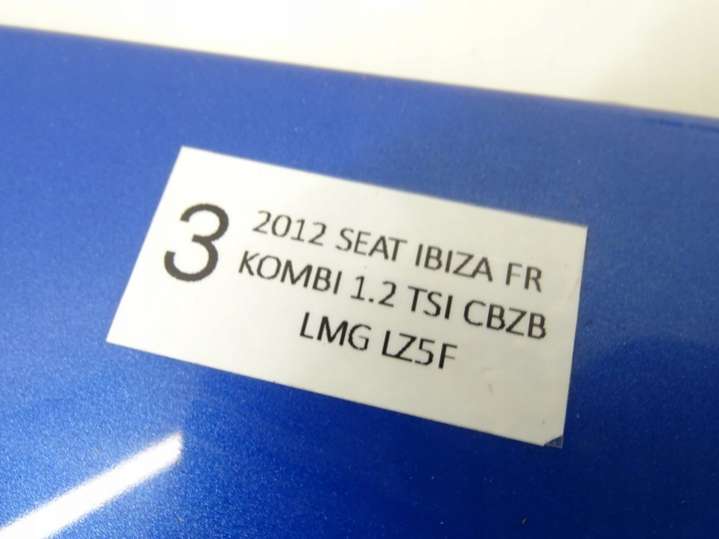 3
2012 SEAT IBIZA FR
KOMBI 1.2 TSI CBZB
LMG LZ5F